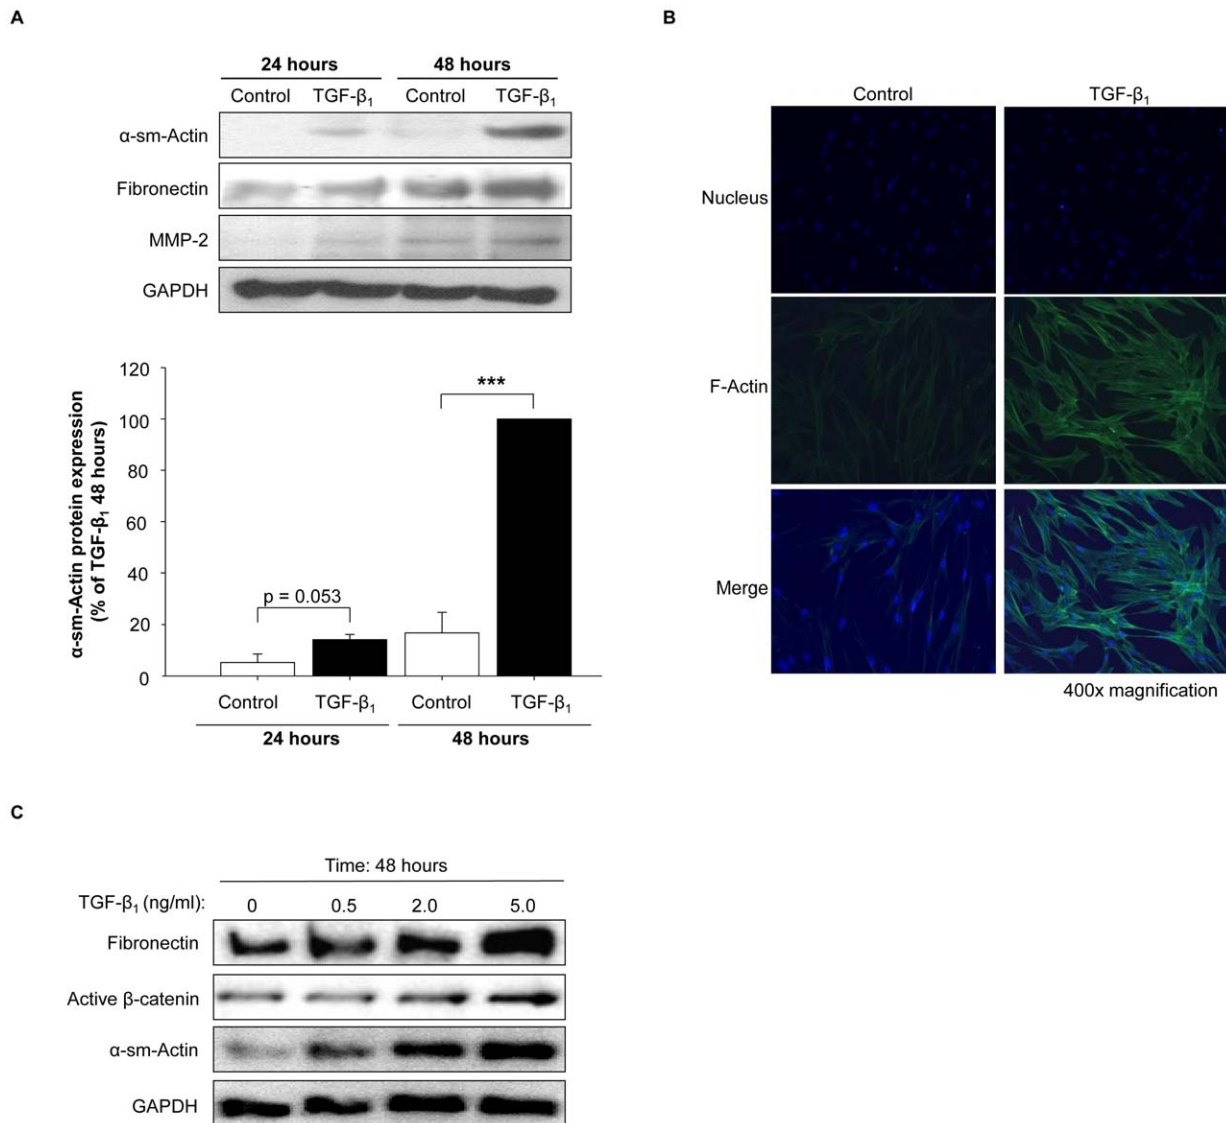 A
24 hours 48 hours
Control TGF-β₁ Control TGF-β₁
α-sm-Actin
Fibronectin
MMP-2
GAPDH
α-sm-Actin protein expression
(% of TGF-β₁ 48 hours)
120
100
80
60
40
20
0
***
p = 0.053
Control TGF-β₁ Control TGF-β₁
24 hours 48 hours
B
Control TGF-β₁
Nucleus
F-Actin
Merge
400x magnification
C
Time: 48 hours
TGF-β₁ (ng/ml): 0 0.5 2.0 5.0
Fibronectin
Active β-catenin
α-sm-Actin
GAPDH